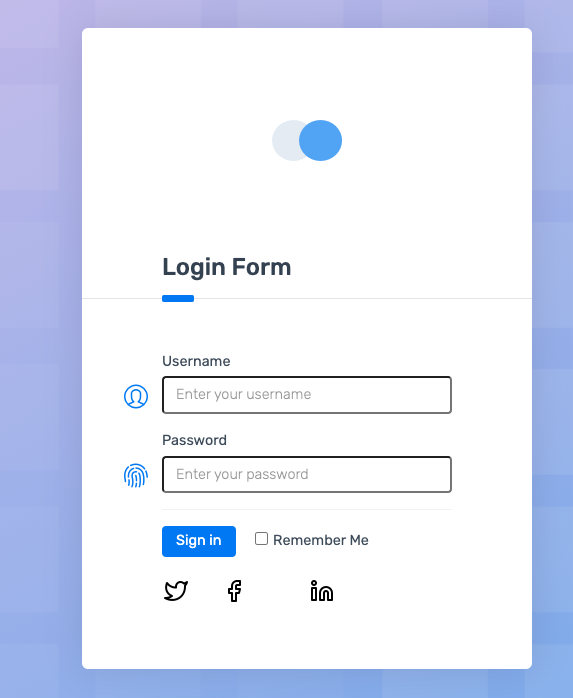 Login Form
Username
Enter your username
Password
Enter your password
Sign in
Remember Me